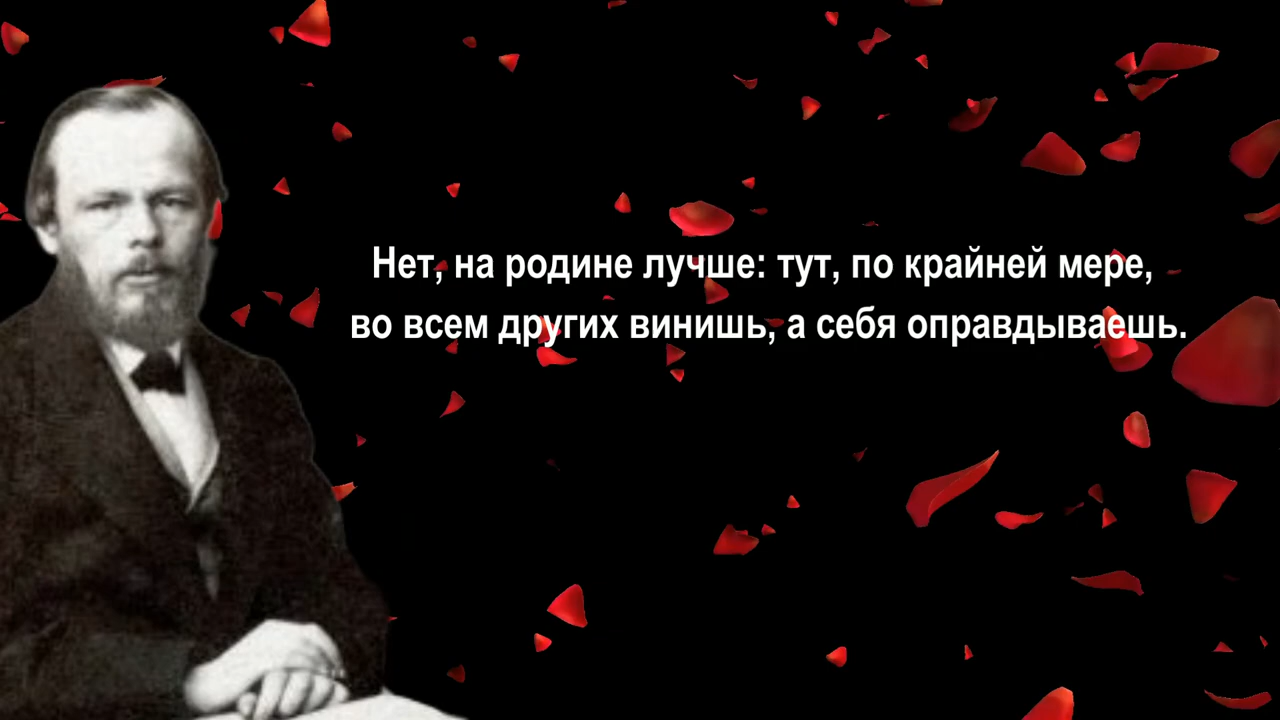 Нет, на родине лучше: тут, по крайней мере,
во всем других винишь, а себя оправдываешь.